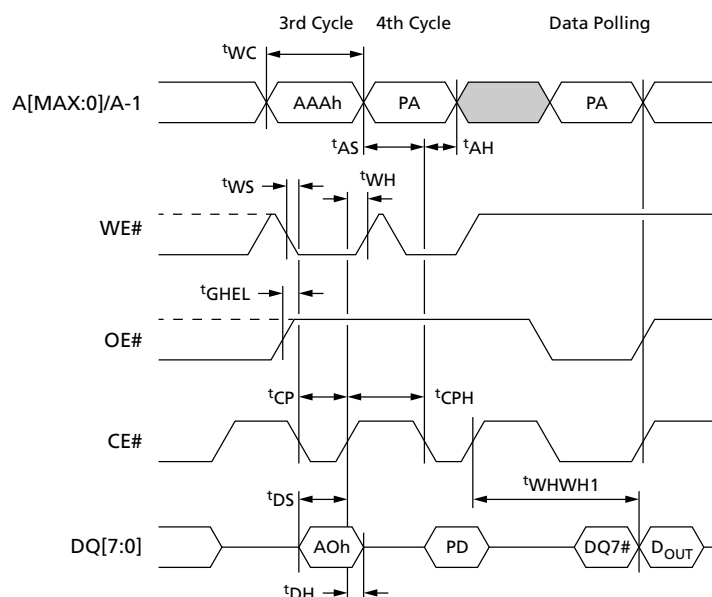 3rd Cycle 4th Cycle Data Polling
tWC
A[MAX:0]/A-1 AAAh PA PA
tAS tAH
tWS tWH
WE#
tGHEL
OE#
tCP tCPH
CE#
tWHWH1
tDS
DQ[7:0] AOh PD DQ7# DOUT
tDH